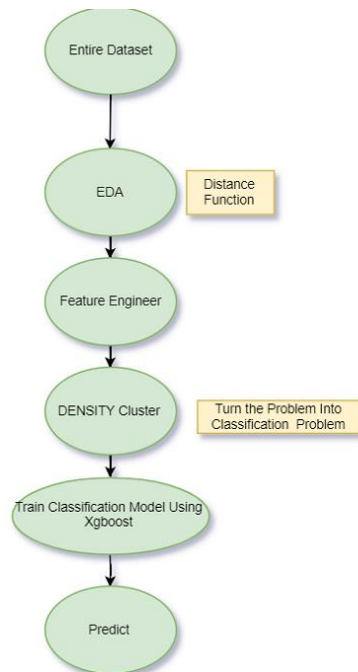 Entire Dataset
EDA
Distance
Function
Feature Engineer
DENSITY Cluster
Turn the Problem Into
Classification Problem
Train Classification Model Using
Xgboost
Predict